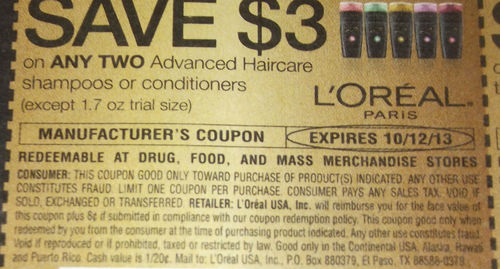 SAVE $3
on ANY TWO Advanced Haircare
shampoos or conditioners
(except 1.7 oz trial size)
L'ORÉAL
PARIS
MANUFACTURER'S COUPON
EXPIRES 10/12/13
REDEEMABLE AT DRUG, FOOD, AND MASS MERCHANDISE STORES
CONSUMER: THIS COUPON GOOD ONLY TOWARD PURCHASE OF PRODUCT(S) INDICATED. ANY OTHER USE
CONSTITUTES FRAUD. LIMIT ONE COUPON PER PURCHASE. CONSUMER PAYS ANY SALES TAX. VOID IF
SOLD, EXCHANGED OR TRANSFERRED. RETAILER: L'Oréal USA, Inc. will reimburse you for the face value of
this coupon plus 8¢ if submitted in compliance with our coupon redemption policy. This coupon good only when
redeemed by you from the consumer at the time of purchasing product indicated. Any other use constitutes fraud.
Void if reproduced or if prohibited, taxed or restricted by law. Good only in the Continental USA, Alaska, Hawaii
and Puerto Rico. Cash value is 1/20¢. Mail to: L'Oréal USA, Inc., P.O. Box 880379, El Paso, TX 88588-0379